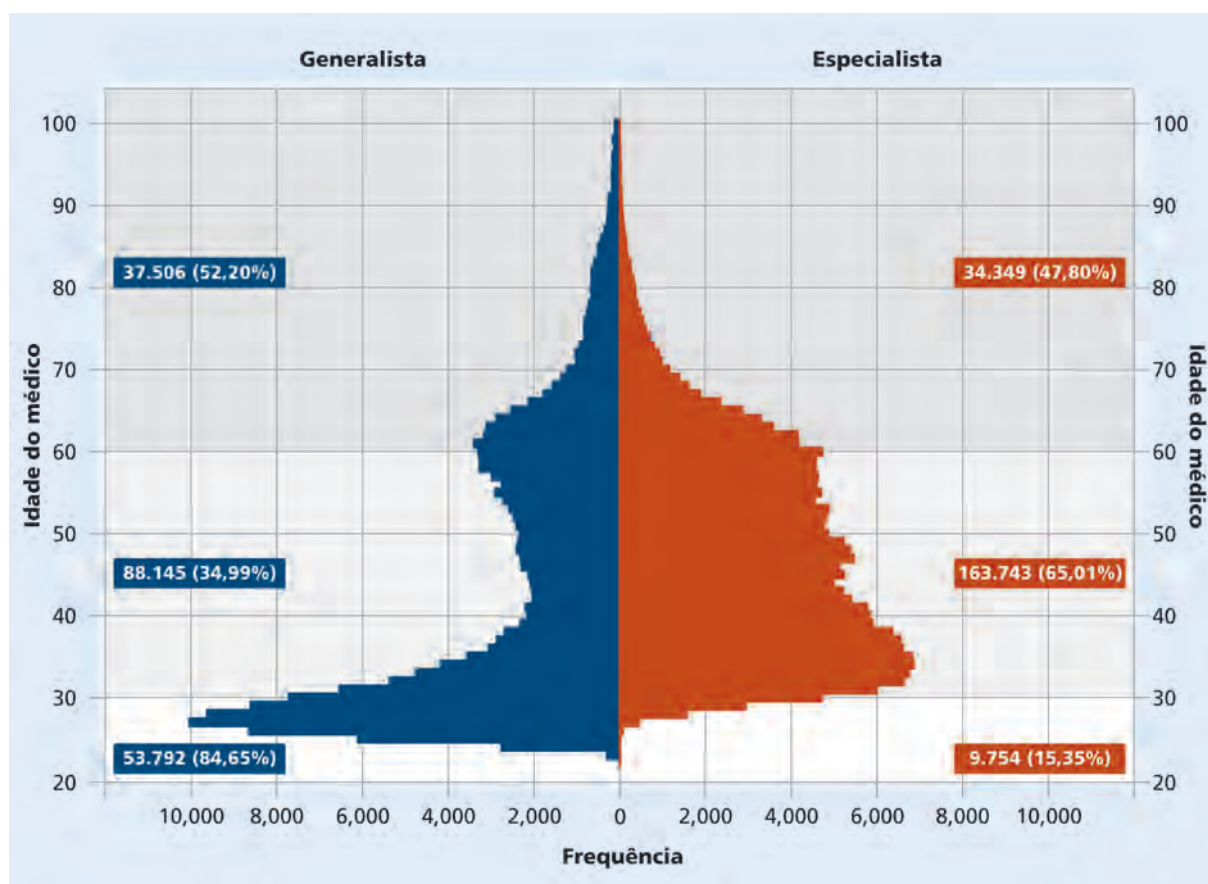 Generalista Especialista
100 100
90 90
37.506 (52,20%) 34.349 (47,80%)
80 80
70 70
Idade do médico Idade do médico
60 60
50 50
88.145 (34,99%) 163.743 (65,01%)
40 40
30 30
53.792 (84,65%) 9.754 (15,35%)
20 20
10,000 8,000 6,000 4,000 2,000 0 2,000 4,000 6,000 8,000 10,000
Frequência